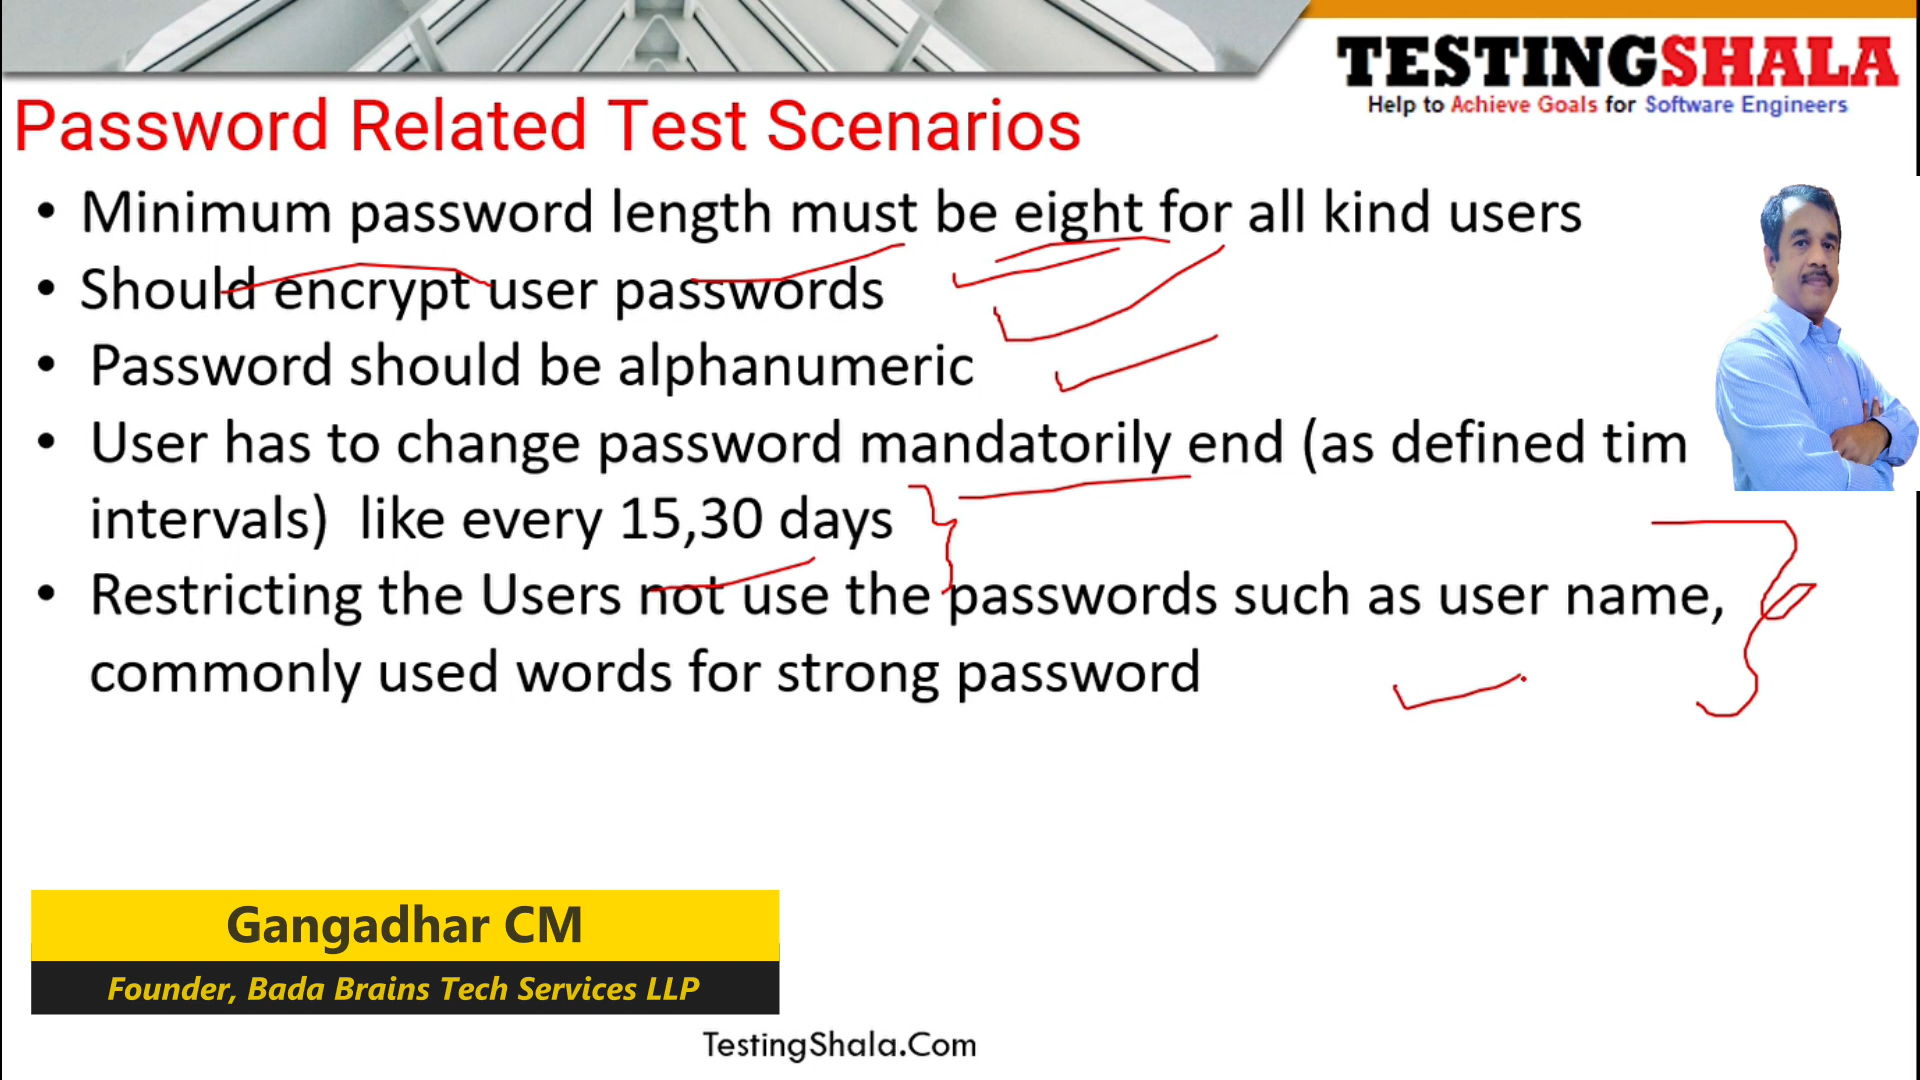 TESTINGSHALA
Help to Achieve Goals for Software Engineers
Password Related Test Scenarios
• Minimum password length must be eight for all kind users
• Should encrypt user passwords
• Password should be alphanumeric
• User has to change password mandatorily end (as defined tim
intervals) like every 15,30 days
• Restricting the Users not use the passwords such as user name,
commonly used words for strong password
Gangadhar CM
Founder, Bada Brains Tech Services LLP
TestingShala.Com